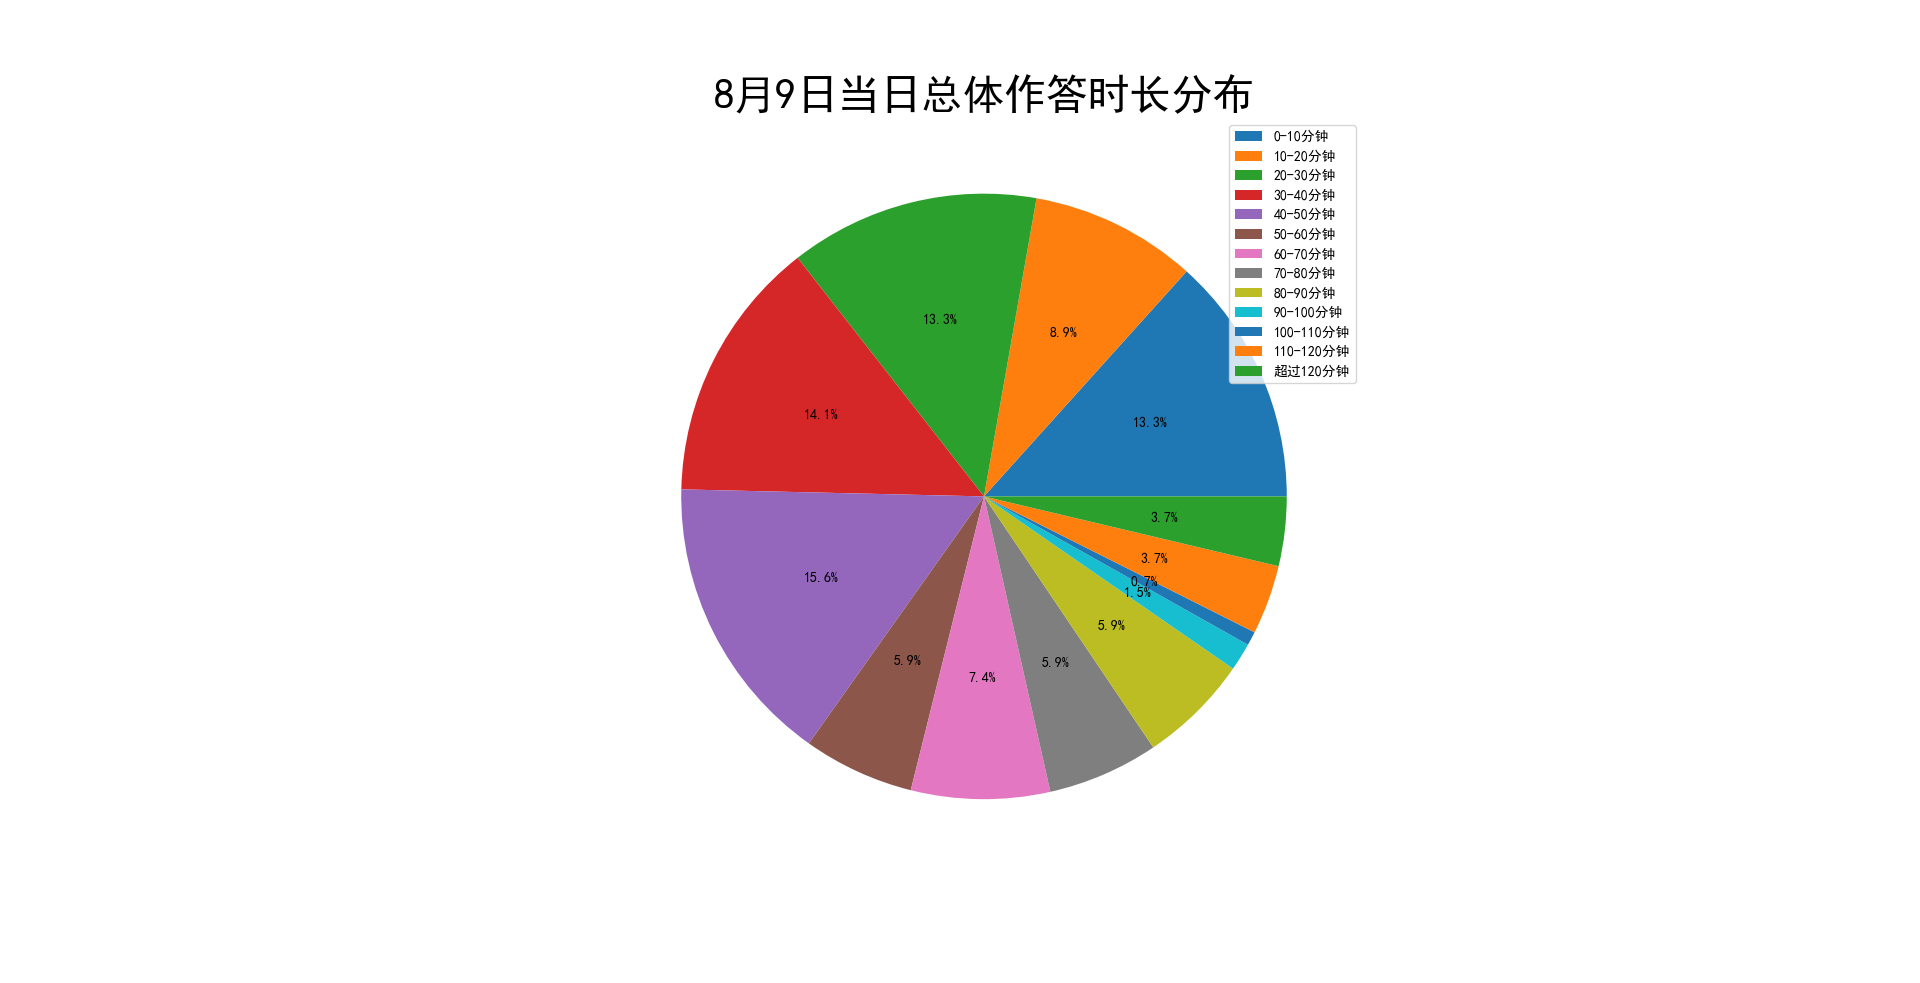 8月9日当日总体作答时长分布
0-10分钟
10-20分钟
20-30分钟
30-40分钟
40-50分钟
50-60分钟
60-70分钟
70-80分钟
80-90分钟
90-100分钟
100-110分钟
110-120分钟
超过120分钟
13.3%
8.9%
13.3%
14.1%
15.6%
5.9%
7.4%
5.9%
5.9%
1.5%
0.7%
3.7%
3.7%